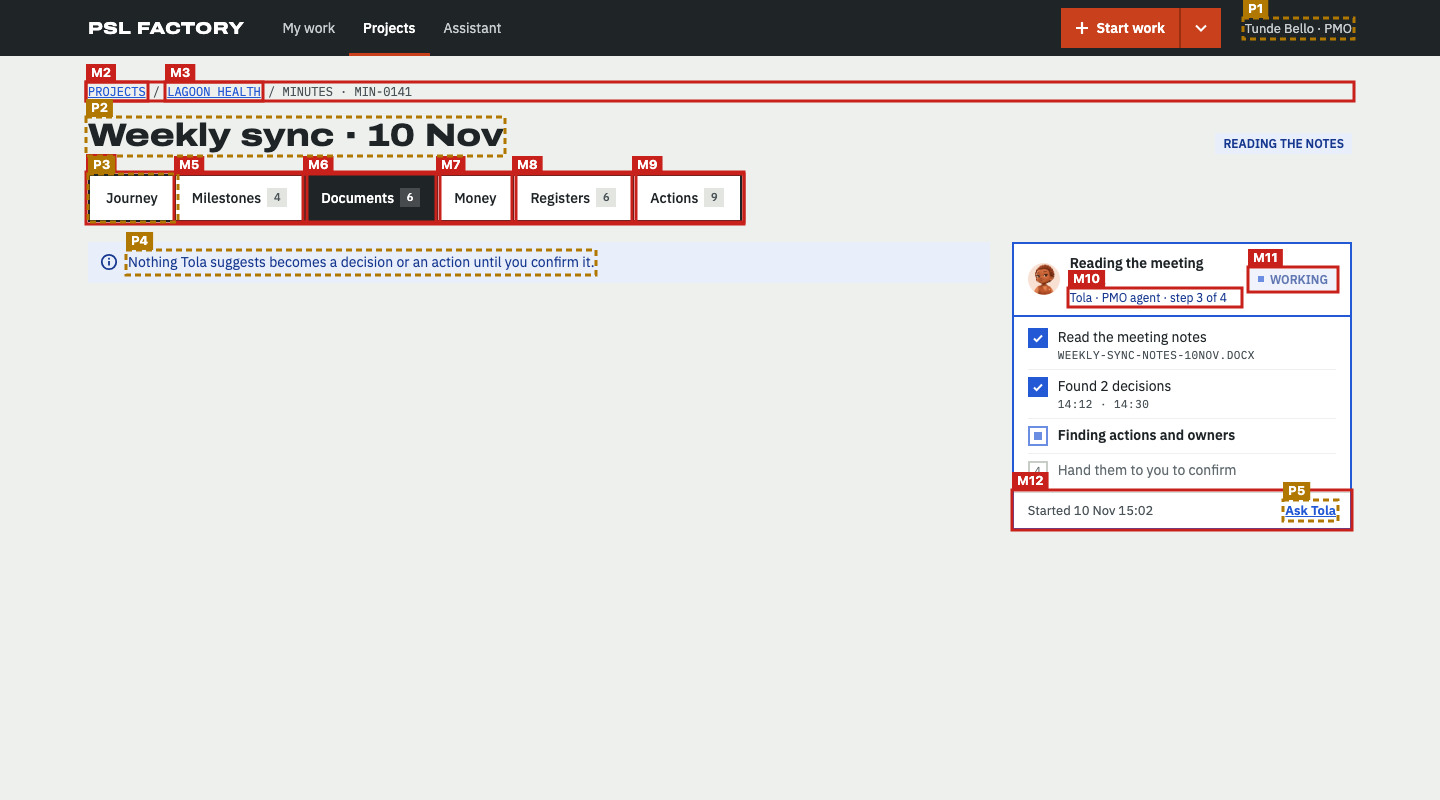 PSL FACTORY My work Projects Assistant + Start work P1 Tunde Bello · PMO
M2 M3
PROJECTS / LAGOON HEALTH / MINUTES · MIN-0141
P2
Weekly sync · 10 Nov
READING THE NOTES
P3 M5 M6 M7 M8 M9
Journey Milestones 4 Documents 6 Money Registers 6 Actions 9
P4
Nothing Tola suggests becomes a decision or an action until you confirm it.
Reading the meeting
M10 M11
Tola · PMO agent · step 3 of 4
WORKING
Read the meeting notes
WEEKLY-SYNC-NOTES-10NOV.DOCX
Found 2 decisions
14:12 · 14:30
Finding actions and owners
4 Hand them to you to confirm
M12 P5
Started 10 Nov 15:02 Ask Tola